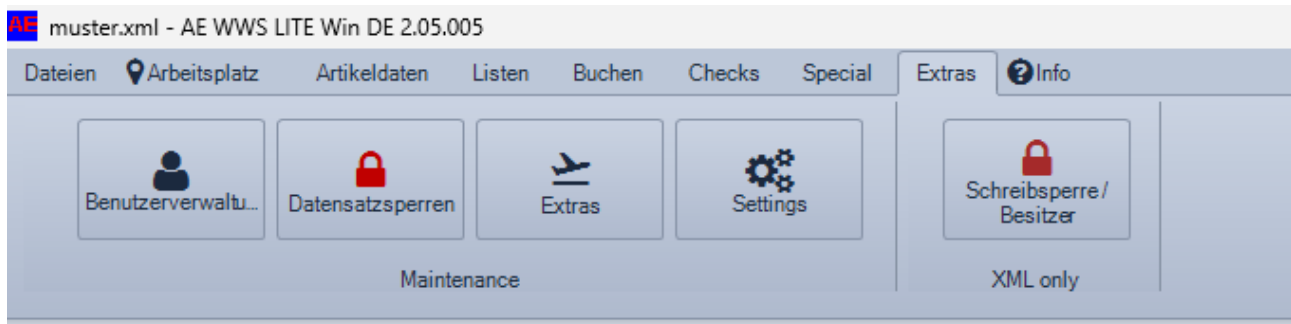 AE muster.xml - AE WWS LITE Win DE 2.05.005
Dateien Arbeitsplatz Artikeldaten Listen Buchen Checks Special Extras Info
Benutzerverwaltu... Datensatzsperren Extras Settings
Schreibsperre/
Besitzer
Maintenance XML only